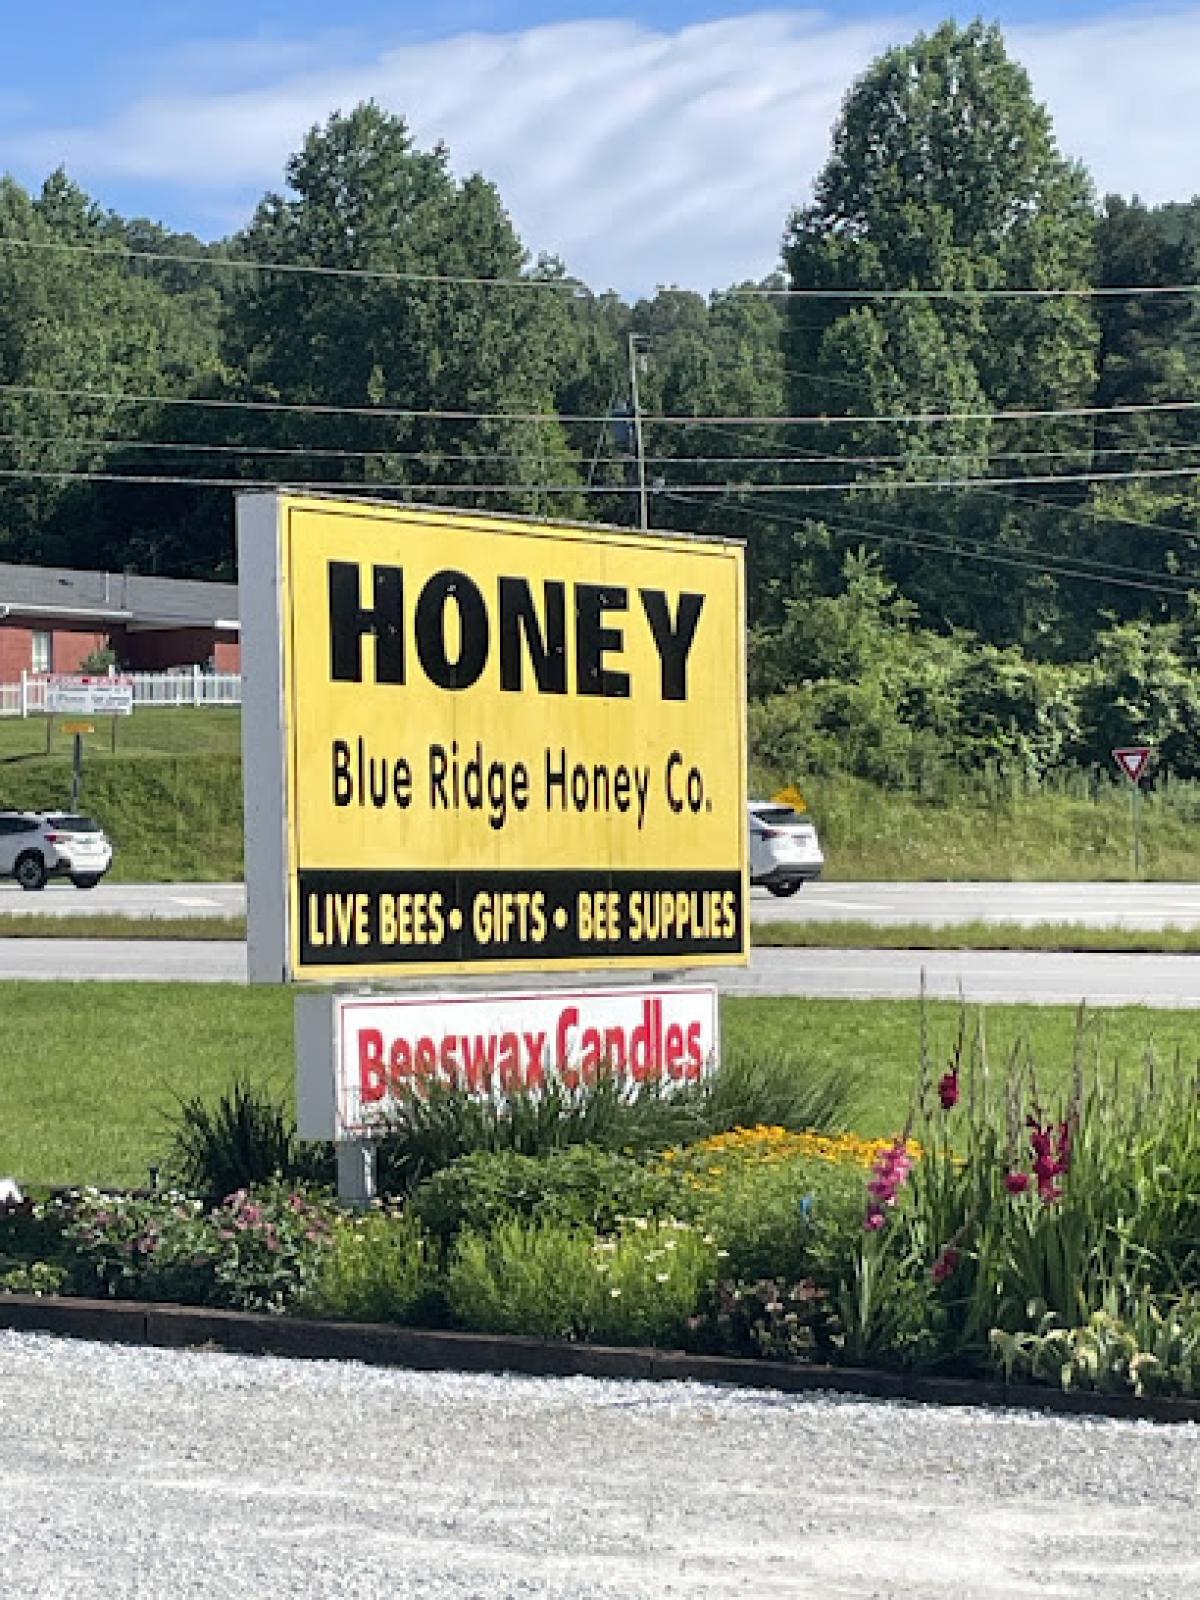 HONEY
Blue Ridge Honey Co.
LIVE BEES • GIFTS • BEE SUPPLIES
Beeswax Candles